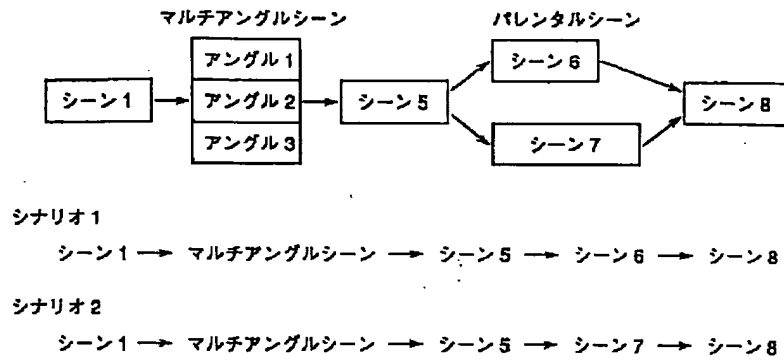 マルチアングルシーン
パレンタルシーン
アングル1
シーン1
アングル2
アングル3
シーン5
シーン6
シーン7
シーン8
シナリオ1
シーン1 → マルチアングルシーン → シーン5 → シーン6 → シーン8
シナリオ2
シーン1 → マルチアングルシーン → シーン5 → シーン7 → シーン8